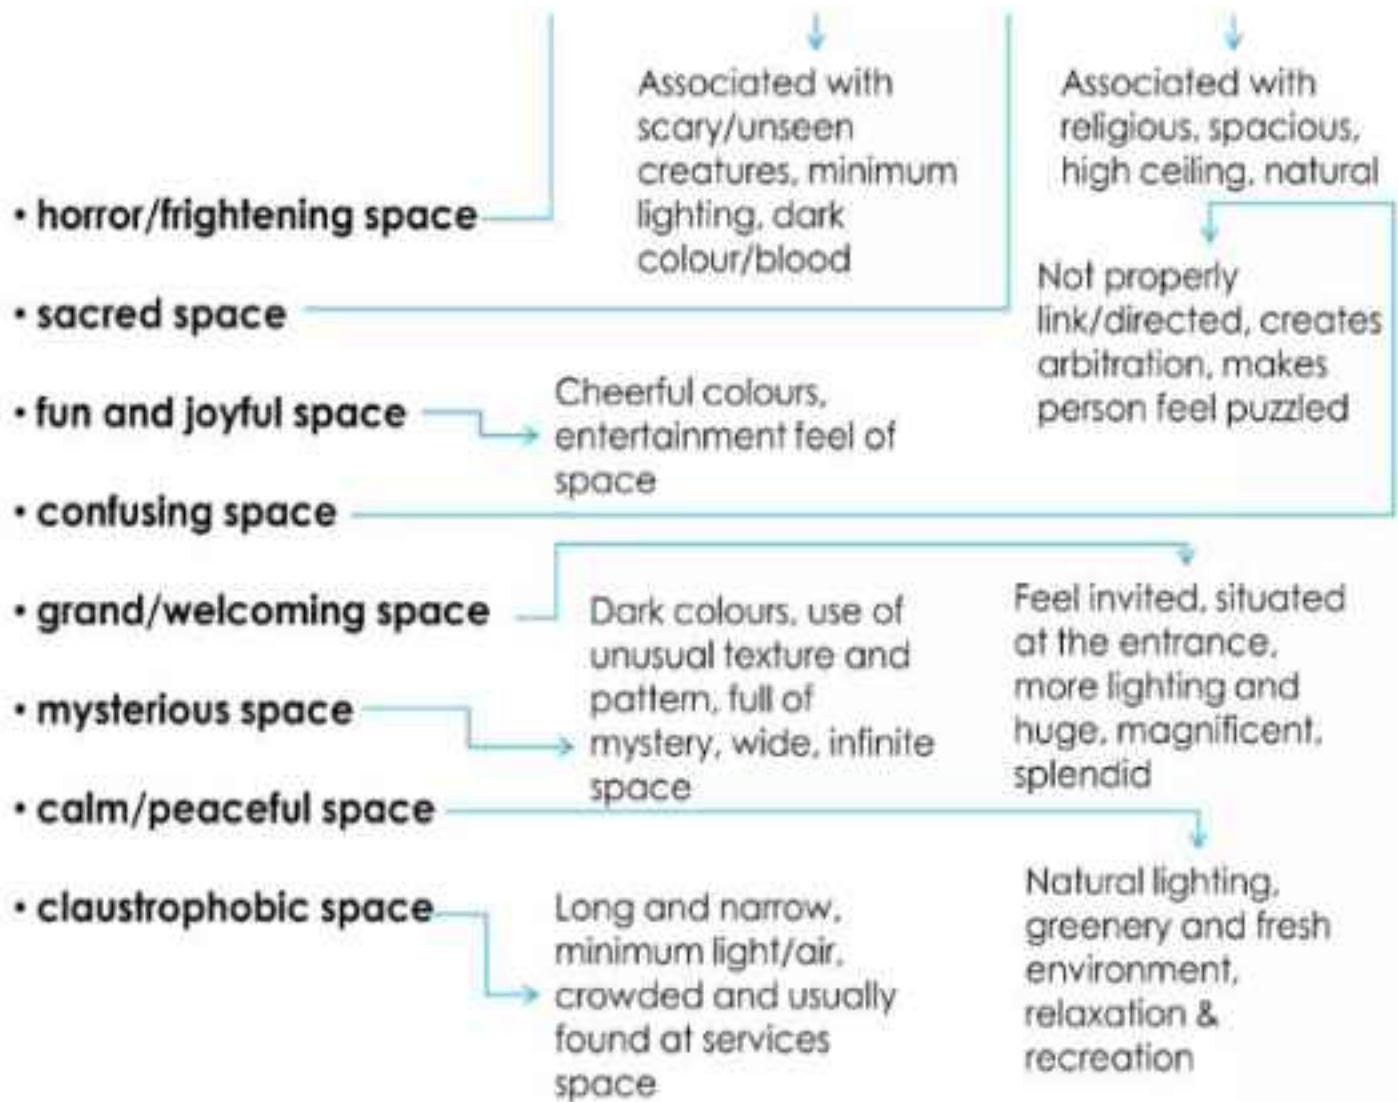 • horror/frightening space
Associated with
scary/unseen
creatures, minimum
lighting, dark
colour/blood
• sacred space
Associated with
religious, spacious,
high ceiling, natural
• fun and joyful space
Cheerful colours,
entertainment feel of
space
• confusing space
Not properly
link/directed, creates
arbitration, makes
person feel puzzled
• grand/welcoming space
Feel invited, situated
at the entrance,
more lighting and
huge, magnificent,
splendid
• mysterious space
Dark colours, use of
unusual texture and
pattern, full of
mystery, wide, infinite
space
• calm/peaceful space
Natural lighting,
greenery and fresh
environment,
relaxation &
recreation
• claustrophobic space
Long and narrow,
minimum light/air,
crowded and usually
found at services
space